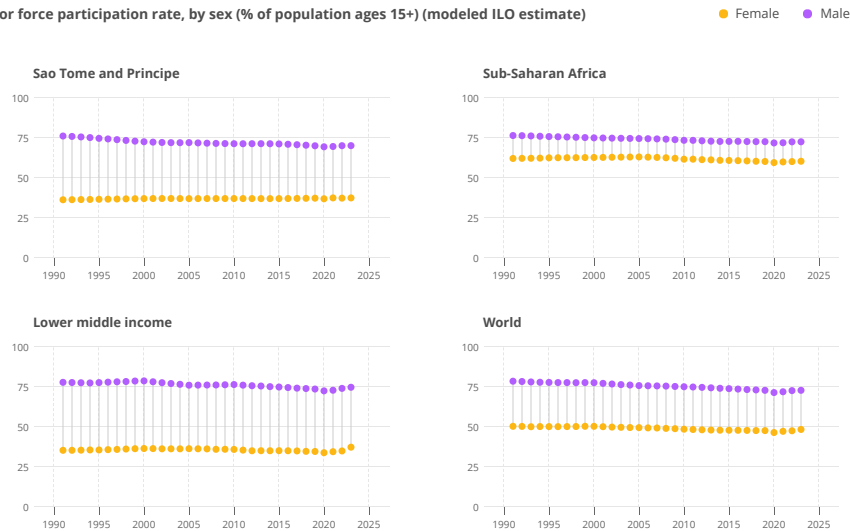 or force participation rate, by sex (% of population ages 15+) (modeled ILO estimate)
Female Male
Sao Tome and Principe
100
75
50
25
0
1990 1995 2000 2005 2010 2015 2020 2025
Sub-Saharan Africa
100
75
50
25
0
1990 1995 2000 2005 2010 2015 2020 2025
Lower middle income
100
75
50
25
0
1990 1995 2000 2005 2010 2015 2020 2025
World
100
75
50
25
0
1990 1995 2000 2005 2010 2015 2020 2025